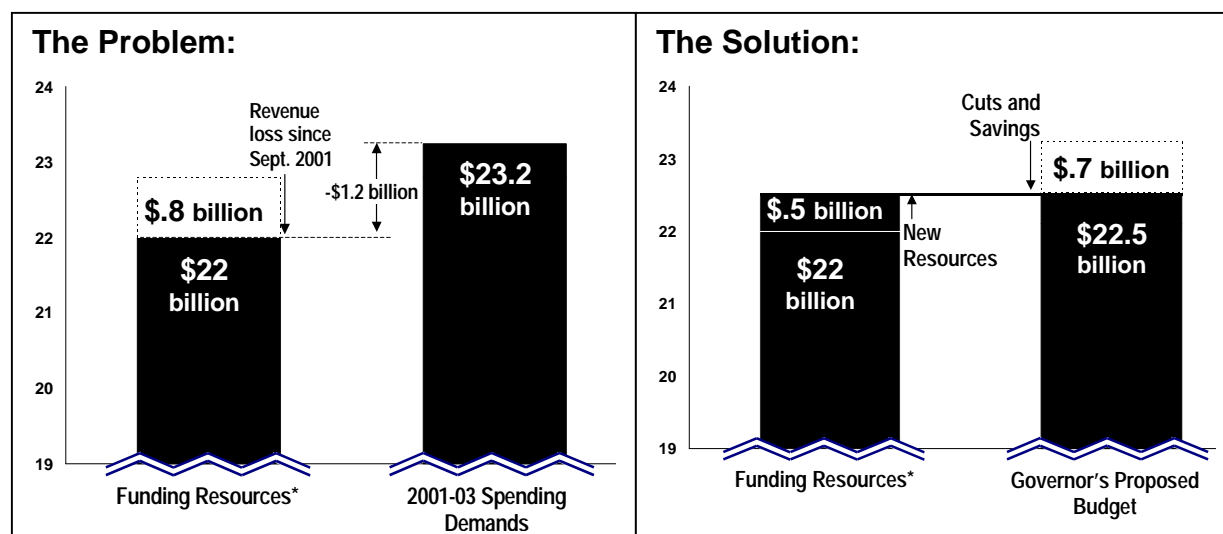 The Problem:
24
23
22
21
20
19
Revenue
loss since
Sept. 2001
-$1.2 billion
$.8 billion
$22
billion
$23.2
billion
Funding Resources*
2001-03 Spending
Demands
The Solution:
24
23
22
21
20
19
Cuts and
Savings
$.7 billion
$.5 billion
New
Resources
$22
billion
$22.5
billion
Funding Resources*
Governor's Proposed
Budget